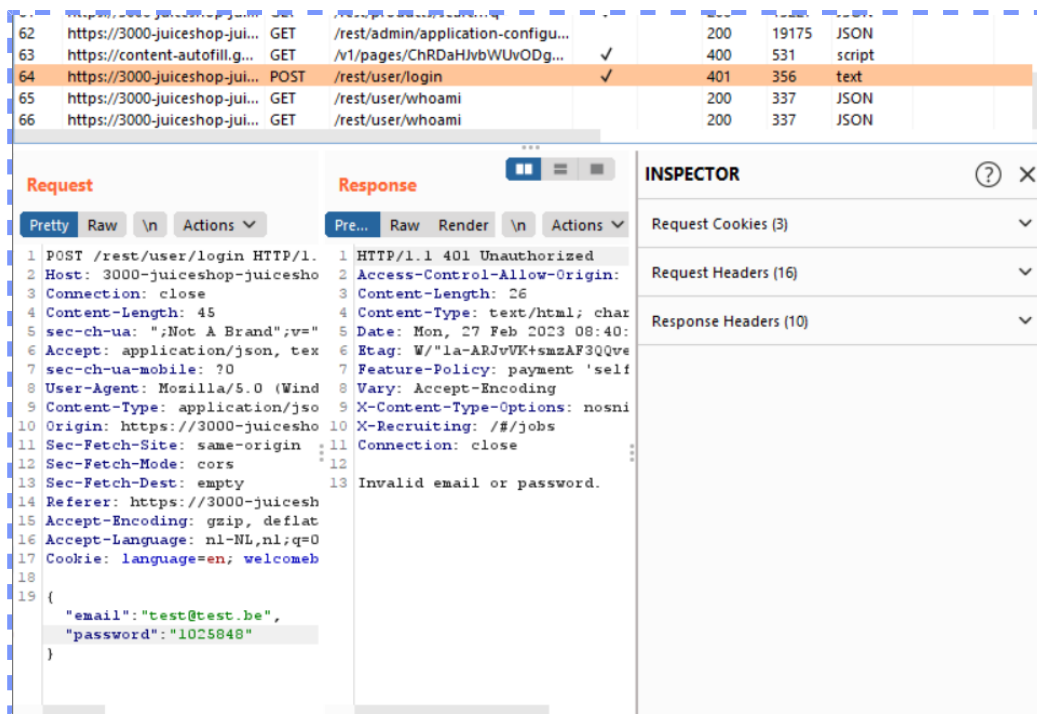 62 https://3000-juiceshop-jui... GET /rest/admin/application-configu... 200 19175 JSON
63 https://content-autofill.g... GET /v1/pages/ChRDaHJvbWUvODg... ✓ 400 531 script
64 https://3000-juiceshop-jui... POST /rest/user/login ✓ 401 356 text
65 https://3000-juiceshop-jui... GET /rest/user/whoami 200 337 JSON
66 https://3000-juiceshop-jui... GET /rest/user/whoami 200 337 JSON
Request
Pretty Raw \n Actions
1 POST /rest/user/login HTTP/1.
2 Host: 3000-juiceshop-juicesho
3 Connection: close
4 Content-Length: 45
5 sec-ch-ua: ";Not A Brand";v="
6 Accept: application/json, tex
7 sec-ch-ua-mobile: ?0
8 User-Agent: Mozilla/5.0 (Wind
9 Content-Type: application/jso
10 Origin: https://3000-juicesho
11 Sec-Fetch-Site: same-origin
12 Sec-Fetch-Mode: cors
13 Sec-Fetch-Dest: empty
14 Referer: https://3000-juicesh
15 Accept-Encoding: gzip, deflat
16 Accept-Language: nl-NL,nl;q=0
17 Cookie: language=en; welcomeb
18
19 {
"email":"test@test.be",
"password":"1025848"
}
Response
Pre... Raw Render \n Actions
1 HTTP/1.1 401 Unauthorized
2 Access-Control-Allow-Origin:
3 Content-Length: 26
4 Content-Type: text/html; char
5 Date: Mon, 27 Feb 2023 08:40:
6 Etag: W/"1a-ARJvVK+smzAF3QQve
7 Feature-Policy: payment 'self
8 Vary: Accept-Encoding
9 X-Content-Type-Options: nosni
10 X-Recruiting: /#/jobs
11 Connection: close
12
13 Invalid email or password.
INSPECTOR
Request Cookies (3)
Request Headers (16)
Response Headers (10)